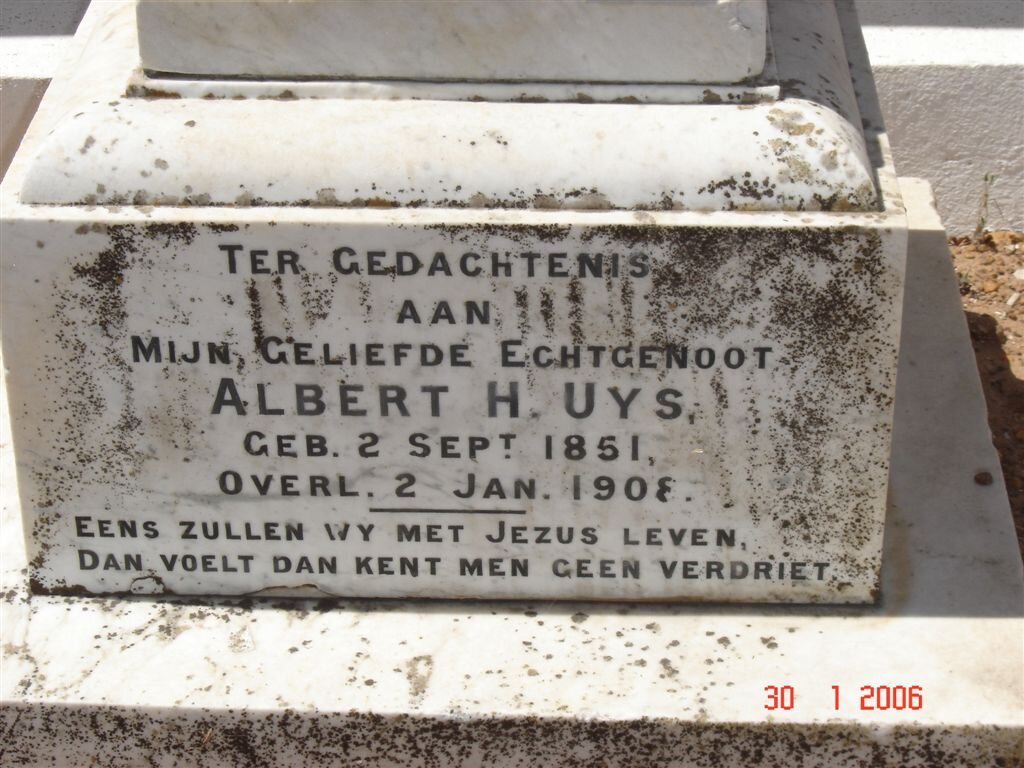 TER GEDACHTENIS
AAN
MIJN GELIEFDE ECHTGENOOT
ALBERT H. UYS,
GEB. 2 SEPT. 1851,
OVERL. 2 JAN. 1908.
EENS ZULLEN WY MET JEZUS LEVEN,
DAN VOELT DAN KENT MEN GEEN VERDRIET.
30 1 2006